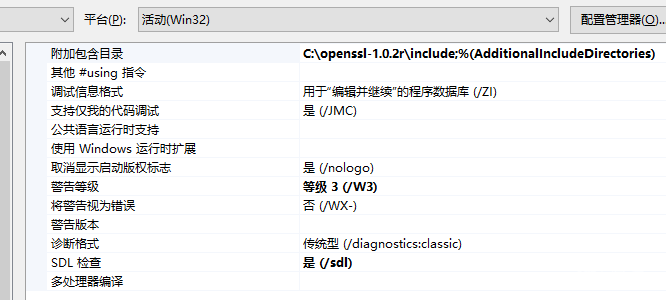 平台(P): 活动(Win32) 配置管理器(O)...
附加包含目录 C:\openssl-1.0.2r\include;%(AdditionalIncludeDirectories)
其他 #using 指令
调试信息格式 用于“编辑并继续”的程序数据库 (/ZI)
支持仅我的代码调试 是 (/JMC)
公共语言运行时支持
使用 Windows 运行时扩展
取消显示启动版权标志 是 (/nologo)
警告等级 等级 3 (/W3)
将警告视为错误 否 (/WX-)
警告版本
诊断格式 传统型 (/diagnostics:classic)
SDL 检查 是 (/sdl)
多处理器编译